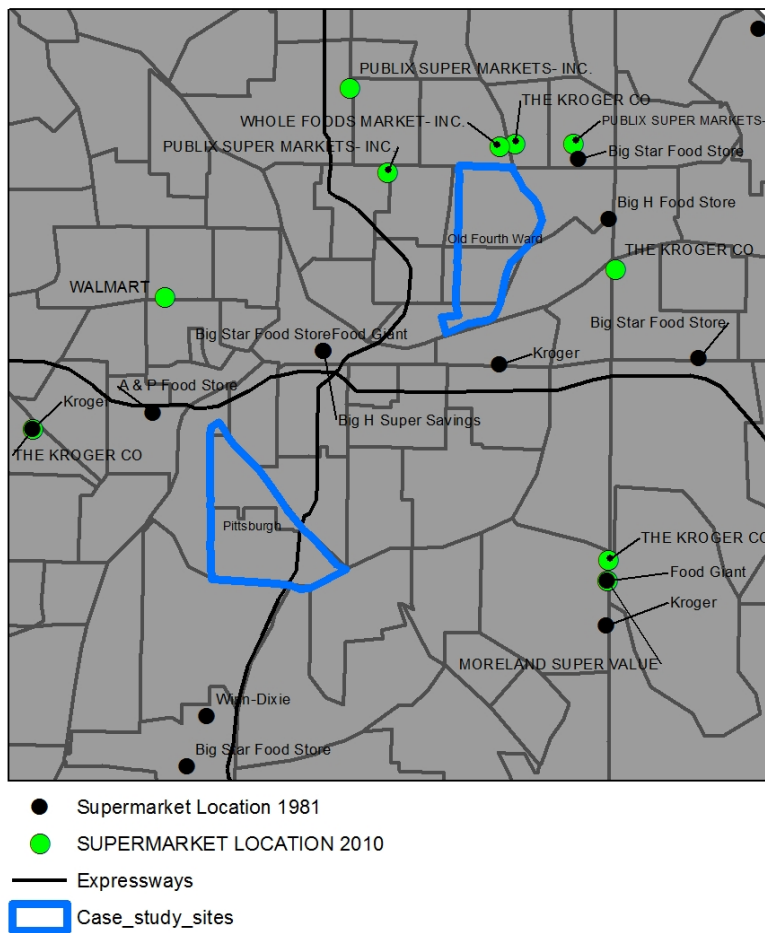 PUBLIX SUPER MARKETS- INC.
THE KROGER CO
WHOLE FOODS MARKET- INC.
PUBLIX SUPER MARKETS-
PUBLIX SUPER MARKETS- INC.
Big Star Food Store
Big H Food Store
Old Fourth Ward
THE KROGER CO
WALMART
Big Star Food Store
Big Star Food StoreFood Giant
Kroger
A & P Food Store
Kroger
Big H Super Savings
THE KROGER CO
Pittsburgh
THE KROGER CO
Food Giant
Kroger
MORELAND SUPER VALUE
Winn-Dixie
Big Star Food Store
Supermarket Location 1981
SUPERMARKET LOCATION 2010
Expressways
Case_study_sites